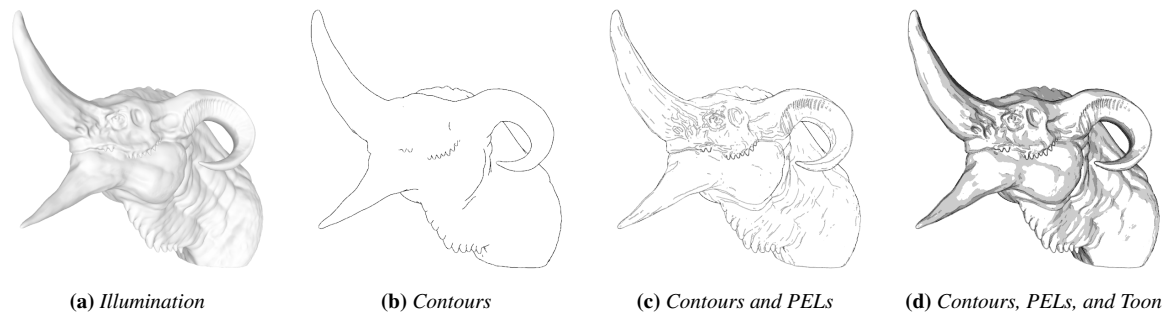 (a) Illumination
(b) Contours
(c) Contours and PELs
(d) Contours, PELs, and Toon